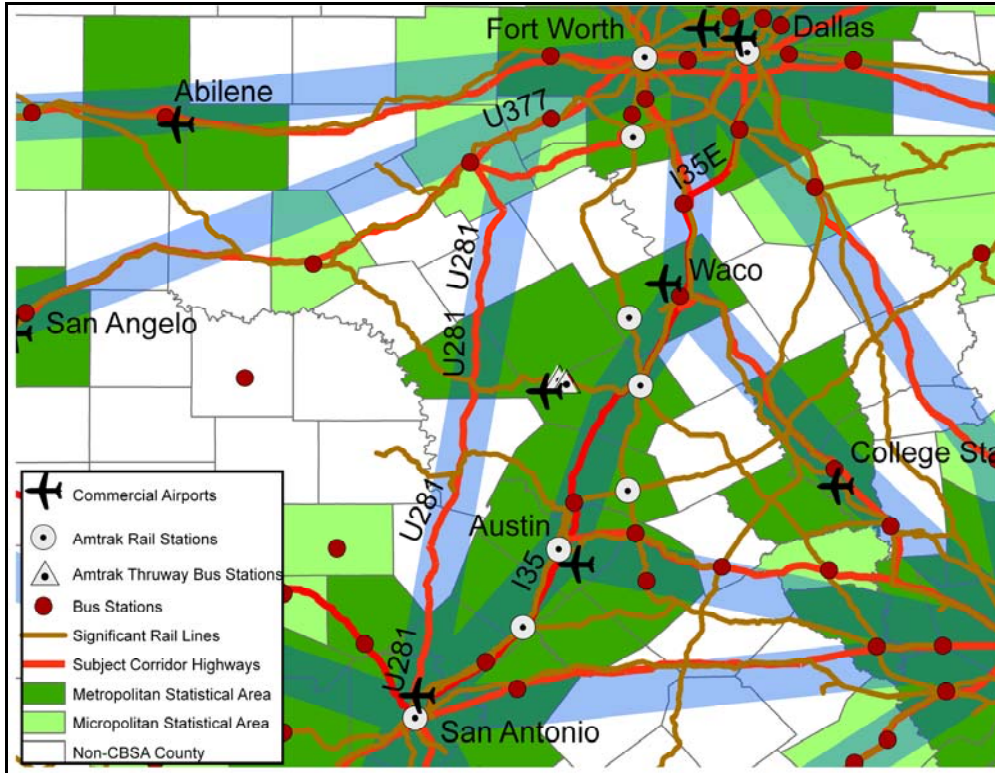 Fort Worth
Dallas
Abilene
U377
I35E
U281
Waco
San Angelo
U281
U281
College Sta
U281
Austin
I35
U281
San Antonio
Commercial Airports
Amtrak Rail Stations
Amtrak Thruway Bus Stations
Bus Stations
Significant Rail Lines
Subject Corridor Highways
Metropolitan Statistical Area
Micropolitan Statistical Area
Non-CBSA County